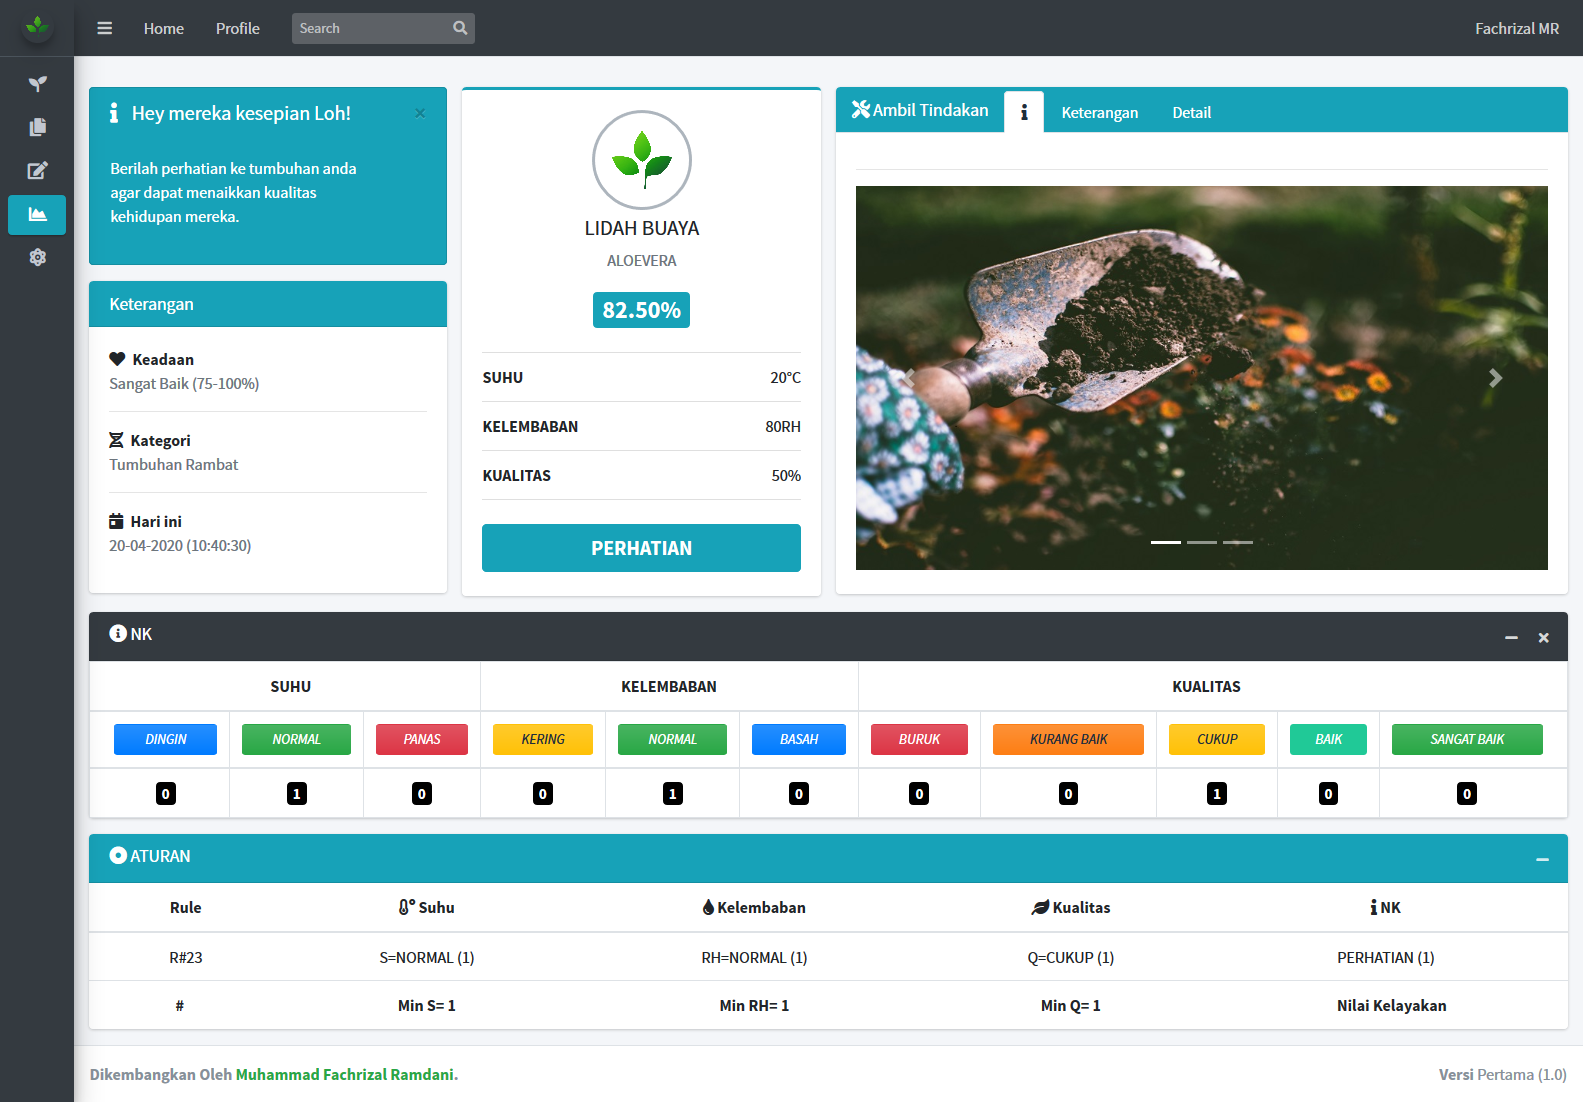 Home Profile Search Fachrizal MR
Hey mereka kesepian Loh! ×
Berilah perhatian ke tumbuhan anda
agar dapat menaikkan kualitas
kehidupan mereka.
Keterangan
Keadaan
Sangat Baik (75-100%)
Kategori
Tumbuhan Rambat
Hari ini
20-04-2020 (10:40:30)
LIDAH BUAYA
ALOEVERA
82.50%
SUHU 20°C
KELEMBABAN 80RH
KUALITAS 50%
PERHATIAN
Ambil Tindakan Keterangan Detail
NK
SUHU KELEMBABAN KUALITAS
DINGIN NORMAL PANAS KERING NORMAL BASAH BURUK KURANG BAIK CUKUP BAIK SANGAT BAIK
0 1 0 0 1 0 0 0 1 0 0
ATURAN
Rule Suhu Kelembaban Kualitas NK
R#23 S=NORMAL (1) RH=NORMAL (1) Q=CUKUP (1) PERHATIAN (1)
# Min S= 1 Min RH= 1 Min Q= 1 Nilai Kelayakan
Dikembangkan Oleh Muhammad Fachrizal Ramdani. Versi Pertama (1.0)